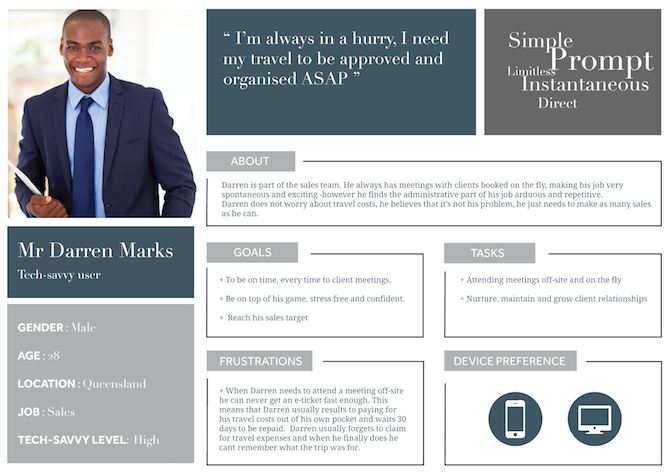 “ I’m always in a hurry, I need
my travel to be approved and
organised ASAP ”
Simple
Prompt
Limitless
Instantaneous
Direct
ABOUT
Darren is part of the sales team. He always has meetings with clients booked on the fly, making his job very
spontaneous and exciting -however he finds the administrative part of his job arduous and repetitive.
Darren does not worry about travel costs, he believes that it’s not his problem, he just needs to make as many sales
as he can.
Mr Darren Marks
Tech-savvy user
GENDER : Male
AGE : 28
LOCATION : Queensland
JOB : Sales
TECH-SAVVY LEVEL: High
GOALS
+ To be on time, every time to client meetings.
+ Be on top of his game, stress free and confident.
+ Reach his sales target
TASKS
+ Attending meetings off-site and on the fly
+ Nurture, maintain and grow client relationships
FRUSTRATIONS
+ When Darren needs to attend a meeting off-site
he can never get an e-ticket fast enough. This
means that Darren usually results to paying for
his travel costs out of his own pocket and waits 30
days to be repaid. Darren usually forgets to claim
for travel expenses and when he finally does he
cant remember what the trip was for.
DEVICE PREFERENCE